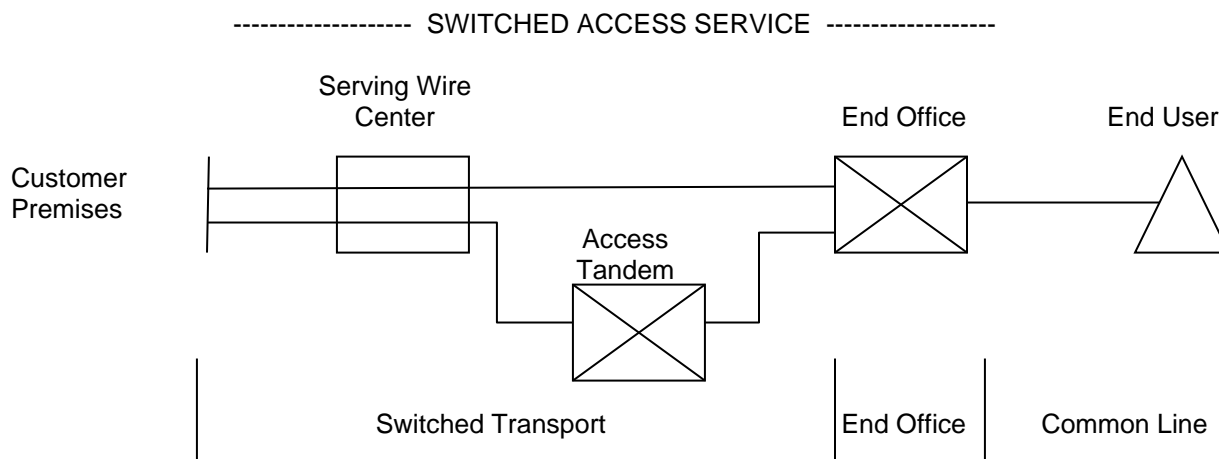 ------------------- SWITCHED ACCESS SERVICE ----------------
Serving Wire
Center
End Office
End User
Customer
Premises
Access
Tandem
Switched Transport
End Office
Common Line